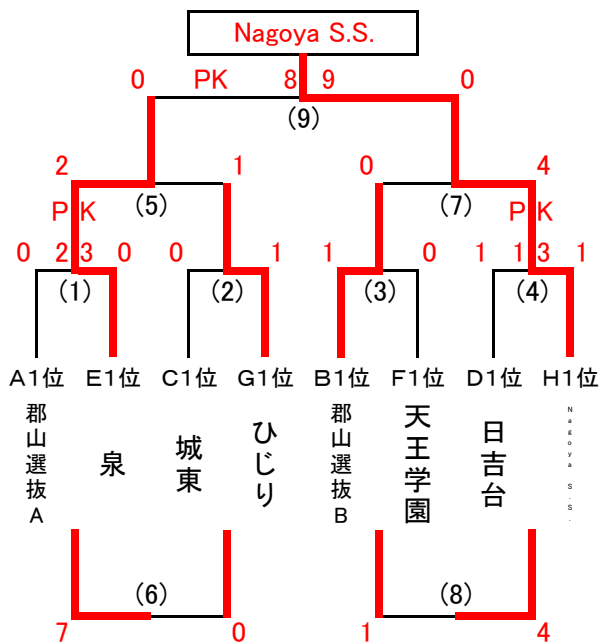 Nagoya S.S.
0 PK 8 9 0
(9)
2 1 0 4
PK (5) (7) PK
0 2 3 0 0 1 1 0 1 1 3 1
(1) (2) (3) (4)
A1位 E1位 C1位 G1位 B1位 F1位 D1位 H1位
郡山選抜A
泉
城東
ひじり
郡山選抜B
天王学園
日吉台
Nagoya S.S.
(6) (8)
7 0 1 4